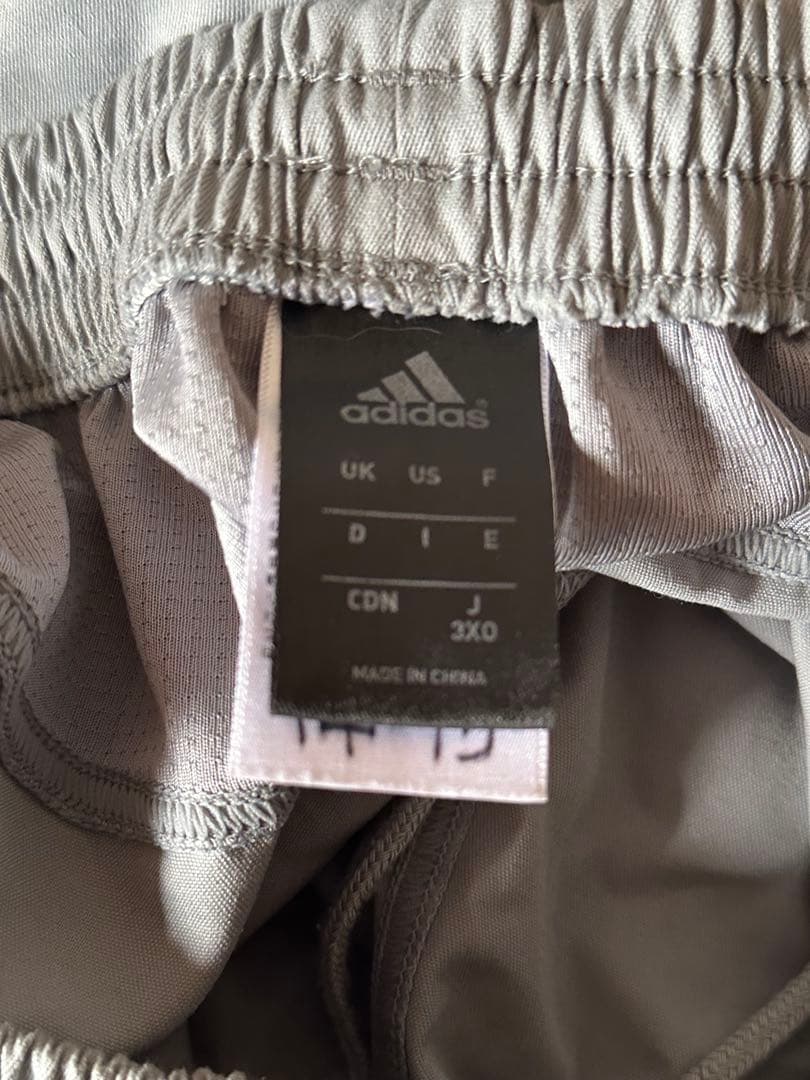 adidas
UK US F
D I E
CDN J
3XO
MADE IN CHINA